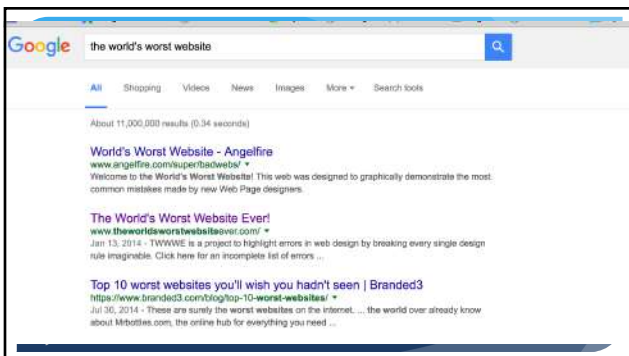 Google the world's worst website
All Shopping Videos News Images More Search tools
About 11,000,000 results (0.34 seconds)
World's Worst Website - Angelfire
www.angelfire.com/super/badwebs/
Welcome to the World's Worst Website! This web was designed to graphically demonstrate the most
common mistakes made by new Web Page designers.
The World's Worst Website Ever!
www.theworldsworstwebsiteever.com/
Jan 13, 2014 - TWWWE is a project to highlight errors in web design by breaking every single design
rule imaginable. Click here for an incomplete list of errors ...
Top 10 worst websites you'll wish you hadn't seen | Branded3
https://www.branded3.com/blog/top-10-worst-websites/
Jul 30, 2014 - These are surely the worst websites on the internet. ... the world over already know
about Mrbottles.com, the online hub for everything you need ...